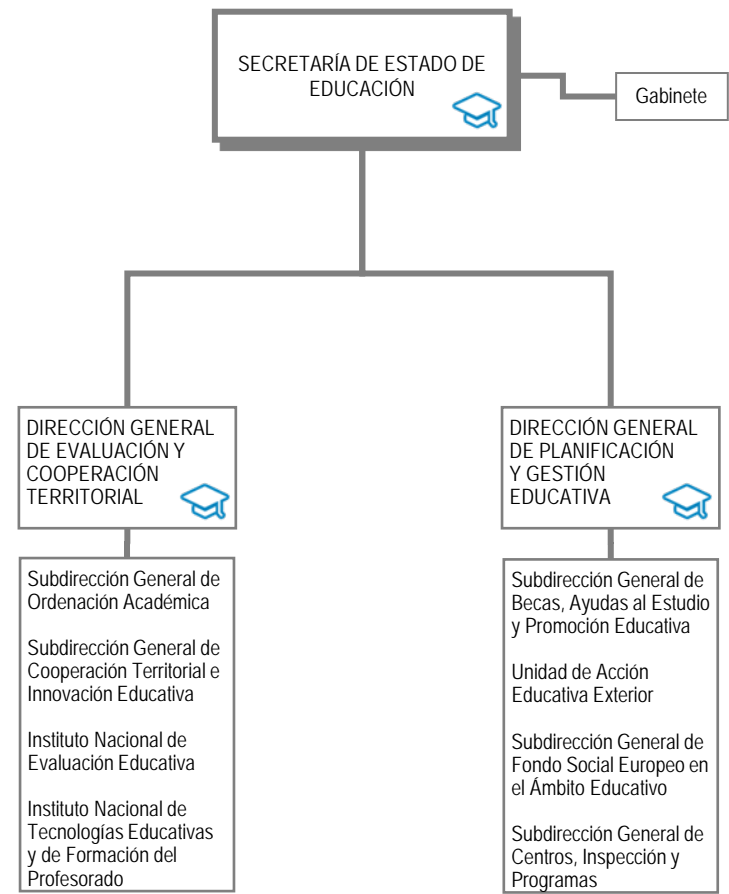 SECRETARÍA DE ESTADO DE
EDUCACIÓN
Gabinete
DIRECCIÓN GENERAL
DE EVALUACIÓN Y
COOPERACIÓN
TERRITORIAL
Subdirección General de
Ordenación Académica
Subdirección General de
Cooperación Territorial e
Innovación Educativa
Instituto Nacional de
Evaluación Educativa
Instituto Nacional de
Tecnologías Educativas
y de Formación del
Profesorado
DIRECCIÓN GENERAL
DE PLANIFICACIÓN
Y GESTIÓN
EDUCATIVA
Subdirección General de
Becas, Ayudas al Estudio
y Promoción Educativa
Unidad de Acción
Educativa Exterior
Subdirección General de
Fondo Social Europeo en
el Ámbito Educativo
Subdirección General de
Centros, Inspección y
Programas